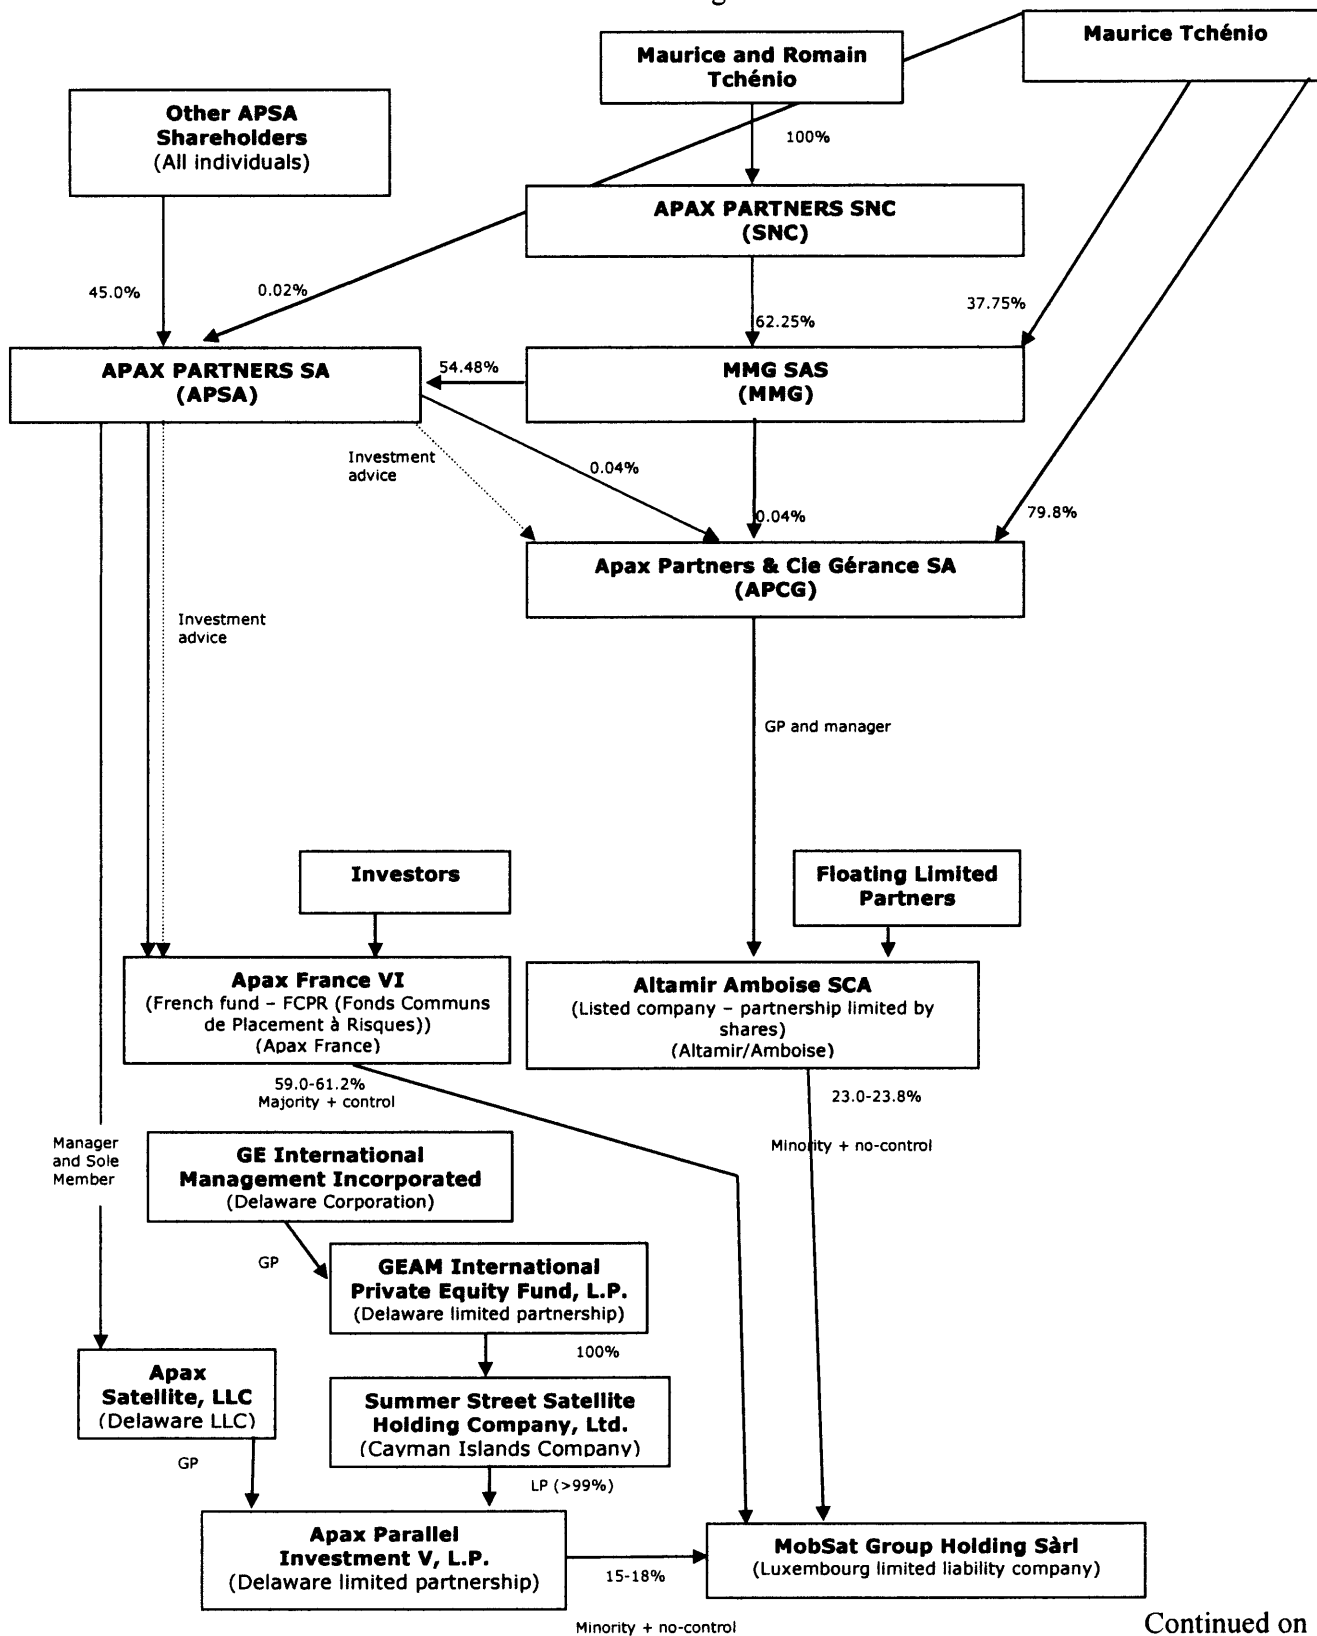 Maurice and Romain
Tchénio
Maurice Tchénio
Other APSA
Shareholders
(All individuals)
100%
APAX PARTNERS SNC
(SNC)
45.0%
0.02%
37.75%
62.25%
APAX PARTNERS SA
(APSA)
54.48%
MMG SAS
(MMG)
Investment
advice
0.04%
0.04%
79.8%
Apax Partners & Cie Gérance SA
(APCG)
Investment
advice
GP and manager
Investors
Floating Limited
Partners
Apax France VI
(French fund – FCPR (Fonds Communs
de Placement à Risques))
(Apax France)
Altamir Amboise SCA
(Listed company – partnership limited by
shares)
(Altamir/Amboise)
59.0-61.2%
Majority + control
23.0-23.8%
Minority + no-control
Manager
and Sole
Member
GE International
Management Incorporated
(Delaware Corporation)
GP
GEAM International
Private Equity Fund, L.P.
(Delaware limited partnership)
100%
Apax
Satellite, LLC
(Delaware LLC)
Summer Street Satellite
Holding Company, Ltd.
(Cayman Islands Company)
GP
LP (>99%)
Apax Parallel
Investment V, L.P.
(Delaware limited partnership)
15-18%
Minority + no-control
MobSat Group Holding Sàrl
(Luxembourg limited liability company)
Continued on